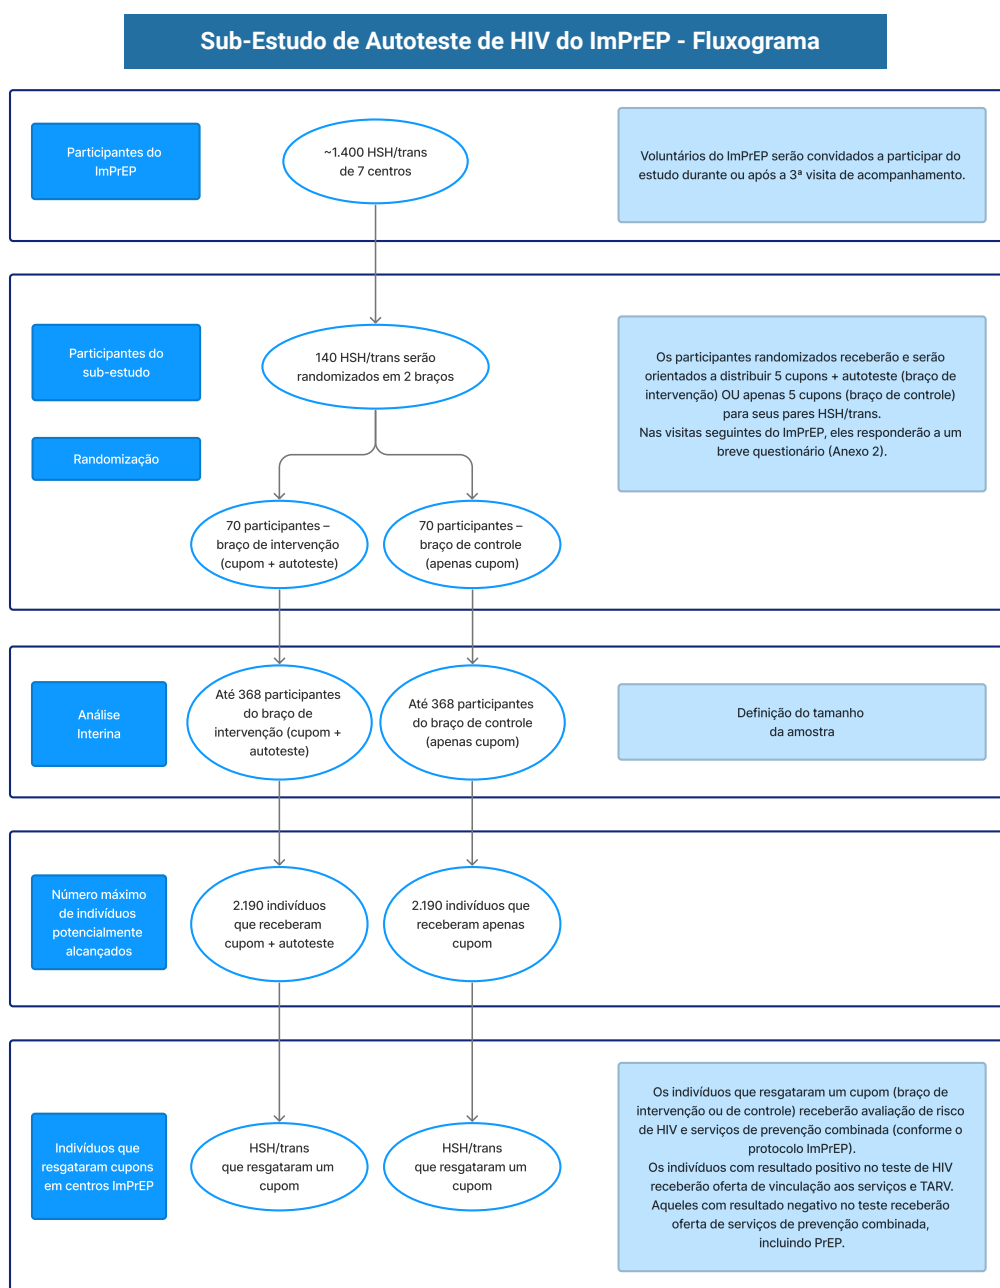 Sub-Estudo de Autoteste de HIV do ImPrEP - Fluxograma
Participantes do
ImPrEP
~1.400 HSH/trans
de 7 centros
Voluntários do ImPrEP serão convidados a participar do
estudo durante ou após a 3ª visita de acompanhamento.
Participantes do
sub-estudo
140 HSH/trans serão
randomizados em 2 braços
Os participantes randomizados receberão e serão
orientados a distribuir 5 cupons + autoteste (braço de
intervenção) OU apenas 5 cupons (braço de controle)
para seus pares HSH/trans.
Nas visitas seguintes do ImPrEP, eles responderão a um
breve questionário (Anexo 2).
Randomização
70 participantes –
braço de intervenção
(cupom + autoteste)
70 participantes –
braço de controle
(apenas cupom)
Análise
Interina
Até 368 participantes
do braço de
intervenção (cupom +
autoteste)
Até 368 participantes
do braço de controle
(apenas cupom)
Definição do tamanho
da amostra
Número máximo
de indivíduos
potencialmente
alcançados
2.190 indivíduos
que receberam
cupom + autoteste
2.190 indivíduos que
receberam apenas
cupom
Indivíduos que
resgataram cupons
em centros ImPrEP
HSH/trans
que resgataram um
cupom
HSH/trans
que resgataram um
cupom
Os indivíduos que resgataram um cupom (braço de
intervenção ou de controle) receberão avaliação de risco
de HIV e serviços de prevenção combinada (conforme o
protocolo ImPrEP).
Os indivíduos com resultado positivo no teste de HIV
receberão oferta de vinculação aos serviços e TARV.
Aqueles com resultado negativo no teste receberão
oferta de serviços de prevenção combinada,
incluindo PrEP.